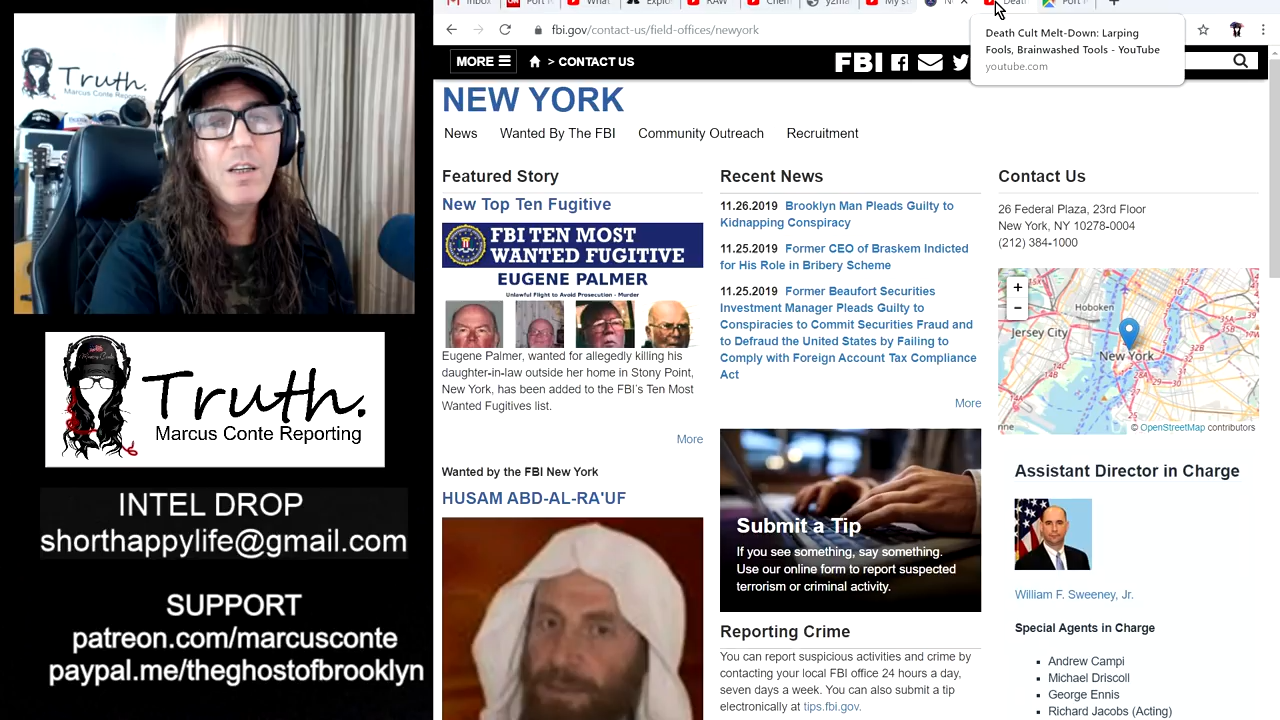 Truth.
Marcus Conte Reporting
Truth.
Marcus Conte Reporting
INTEL DROP
shorthappylife@gmail.com
SUPPORT
patreon.com/marcusconte
paypal.me/theghostofbrooklyn
Inbox
Port
What
Explo
RAW
Chem
y2ma
My s
Death
Port
fbi.gov/contact-us/field-offices/newyork
Death Cult Melt-Down: Larping
Fools, Brainwashed Tools - YouTube
youtube.com
MORE
> CONTACT US
FBI
NEW YORK
News
Wanted By The FBI
Community Outreach
Recruitment
Featured Story
New Top Ten Fugitive
FBI TEN MOST
WANTED FUGITIVE
EUGENE PALMER
Unlawful Flight to Avoid Prosecution - Murder
Eugene Palmer, wanted for allegedly killing his
daughter-in-law outside her home in Stony Point,
New York, has been added to the FBI's Ten Most
Wanted Fugitives list.
More
Wanted by the FBI New York
HUSAM ABD-AL-RA'UF
Recent News
11.26.2019 Brooklyn Man Pleads Guilty to
Kidnapping Conspiracy
11.25.2019 Former CEO of Braskem Indicted
for His Role in Bribery Scheme
11.25.2019 Former Beaufort Securities
Investment Manager Pleads Guilty to
Conspiracies to Commit Securities Fraud and
to Defraud the United States by Failing to
Comply with Foreign Account Tax Compliance
Act
More
Submit a Tip
If you see something, say something.
Use our online form to report suspected
terrorism or criminal activity.
Reporting Crime
You can report suspicious activities and crime by
contacting your local FBI office 24 hours a day,
seven days a week. You can also submit a tip
electronically at tips.fbi.gov.
Contact Us
26 Federal Plaza, 23rd Floor
New York, NY 10278-0004
(212) 384-1000
+
−
Hoboken
Jersey City
New York
© OpenStreetMap contributors
Assistant Director in Charge
William F. Sweeney, Jr.
Special Agents in Charge
Andrew Campi
Michael Driscoll
George Ennis
Richard Jacobs (Acting)